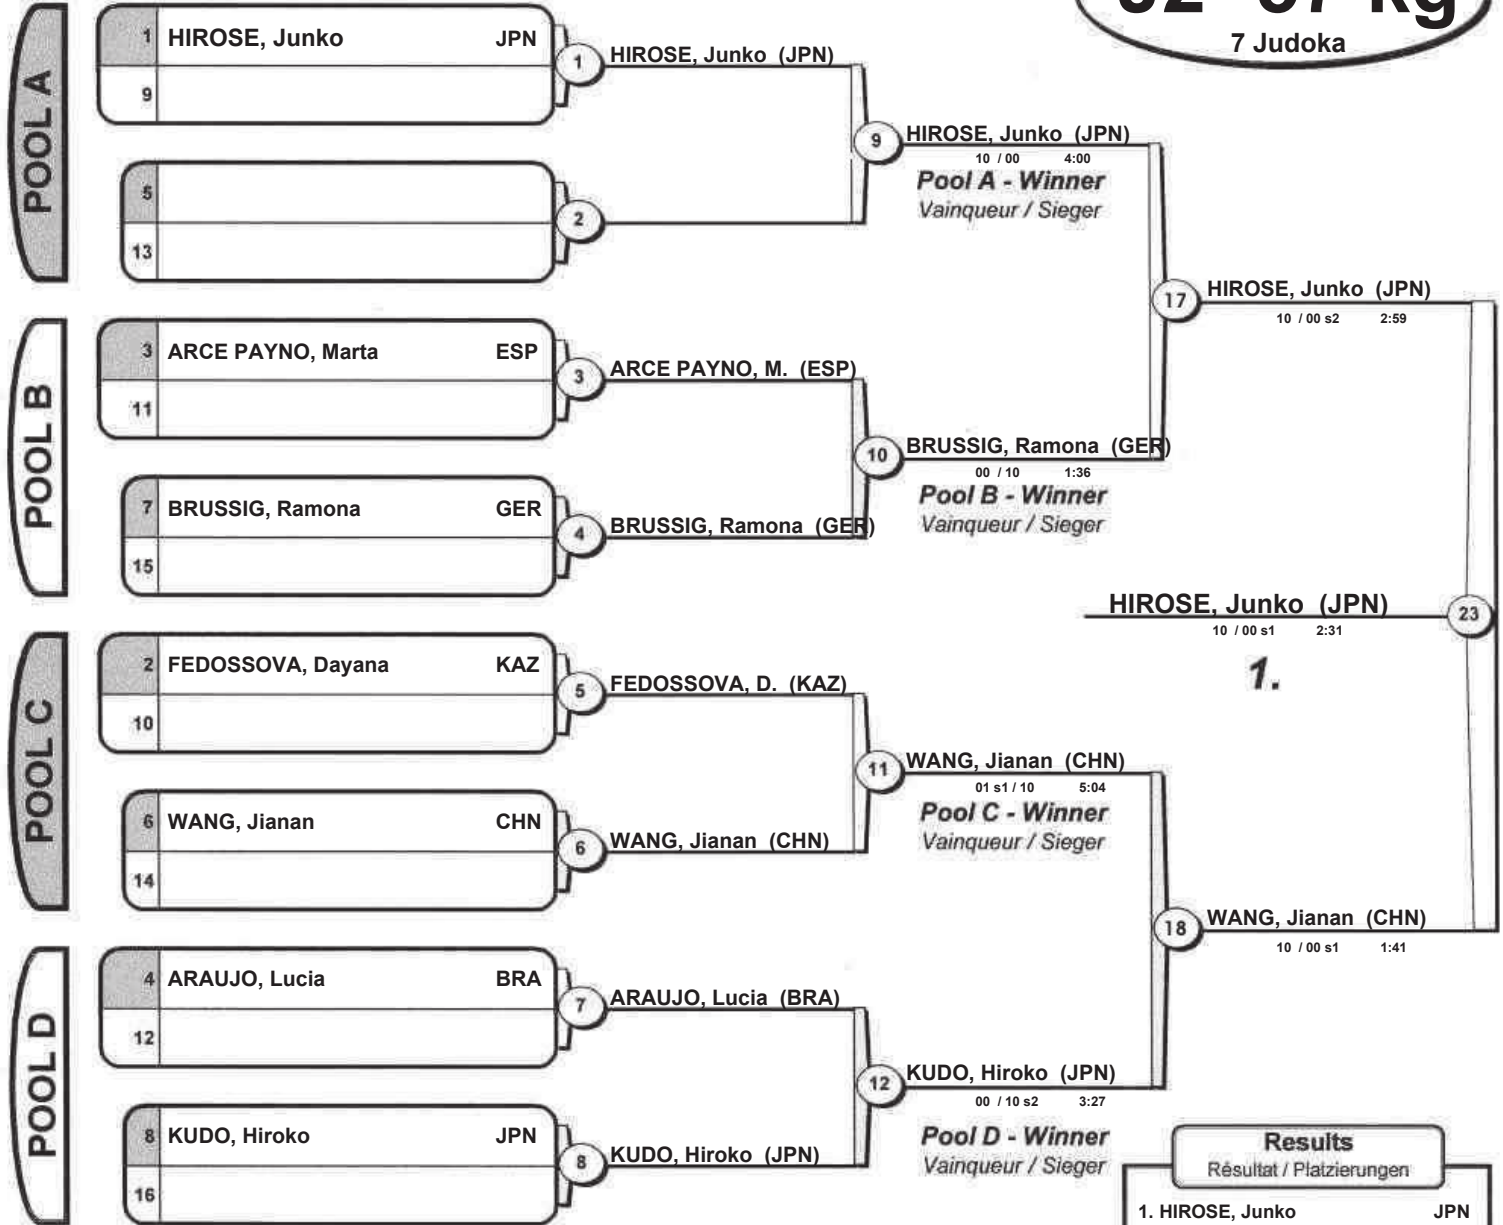 52 -57 kg
7 Judoka
POOL A
1 HIROSE, Junko JPN
9
1 HIROSE, Junko (JPN)
5
13
2
9 HIROSE, Junko (JPN)
10 / 00 4:00
Pool A - Winner
Vainqueur / Sieger
17 HIROSE, Junko (JPN)
10 / 00 s2 2:59
POOL B
3 ARCE PAYNO, Marta ESP
11
3 ARCE PAYNO, M. (ESP)
7 BRUSSIG, Ramona GER
15
4 BRUSSIG, Ramona (GER)
10 BRUSSIG, Ramona (GER)
00 / 10 1:36
Pool B - Winner
Vainqueur / Sieger
HIROSE, Junko (JPN) 23
10 / 00 s1 2:31
1.
POOL C
2 FEDOSSOVA, Dayana KAZ
10
5 FEDOSSOVA, D. (KAZ)
6 WANG, Jianan CHN
14
6 WANG, Jianan (CHN)
11 WANG, Jianan (CHN)
01 s1 / 10 5:04
Pool C - Winner
Vainqueur / Sieger
18 WANG, Jianan (CHN)
10 / 00 s1 1:41
POOL D
4 ARAUJO, Lucia BRA
12
7 ARAUJO, Lucia (BRA)
8 KUDO, Hiroko JPN
16
8 KUDO, Hiroko (JPN)
12 KUDO, Hiroko (JPN)
00 / 10 s2 3:27
Pool D - Winner
Vainqueur / Sieger
Results
Résultat / Platzierungen
1. HIROSE, Junko JPN